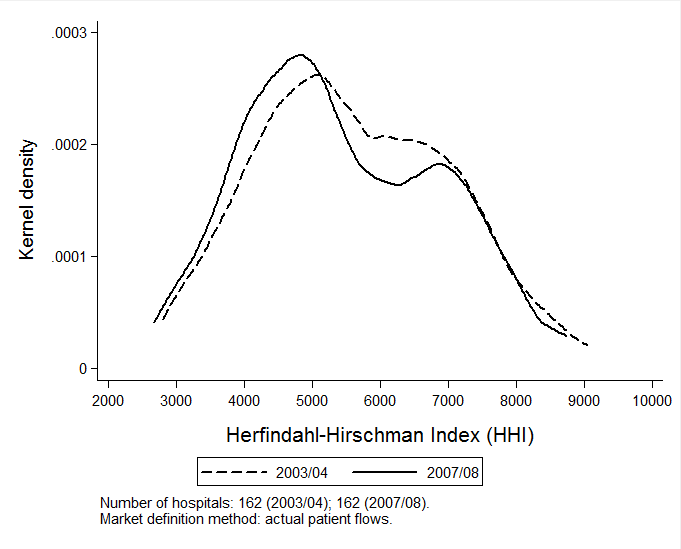 .0003
.0002
.0001
0
Kernel density
2000 3000 4000 5000 6000 7000 8000 9000 10000
Herfindahl-Hirschman Index (HHI)
2003/04 2007/08
Number of hospitals: 162 (2003/04); 162 (2007/08).
Market definition method: actual patient flows.